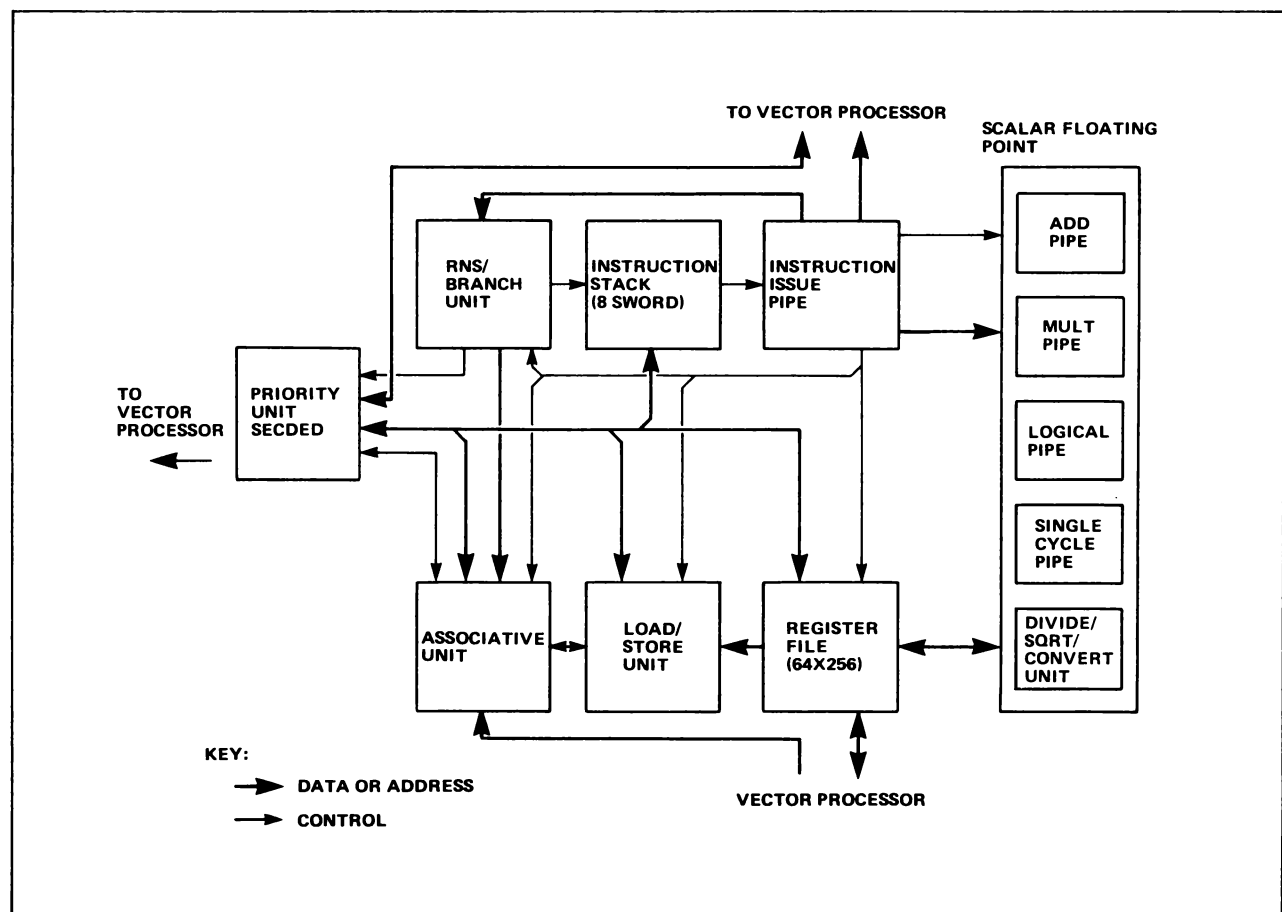 TO VECTOR PROCESSOR
SCALAR FLOATING
POINT
RNS/
BRANCH
UNIT
INSTRUCTION
STACK
(8 SWORD)
INSTRUCTION
ISSUE
PIPE
ADD
PIPE
MULT
PIPE
LOGICAL
PIPE
SINGLE
CYCLE
PIPE
DIVIDE/
SQRT/
CONVERT
UNIT
TO
VECTOR
PROCESSOR
PRIORITY
UNIT
SECDED
ASSOCIATIVE
UNIT
LOAD/
STORE
UNIT
REGISTER
FILE
(64X256)
KEY:
DATA OR ADDRESS
CONTROL
VECTOR PROCESSOR